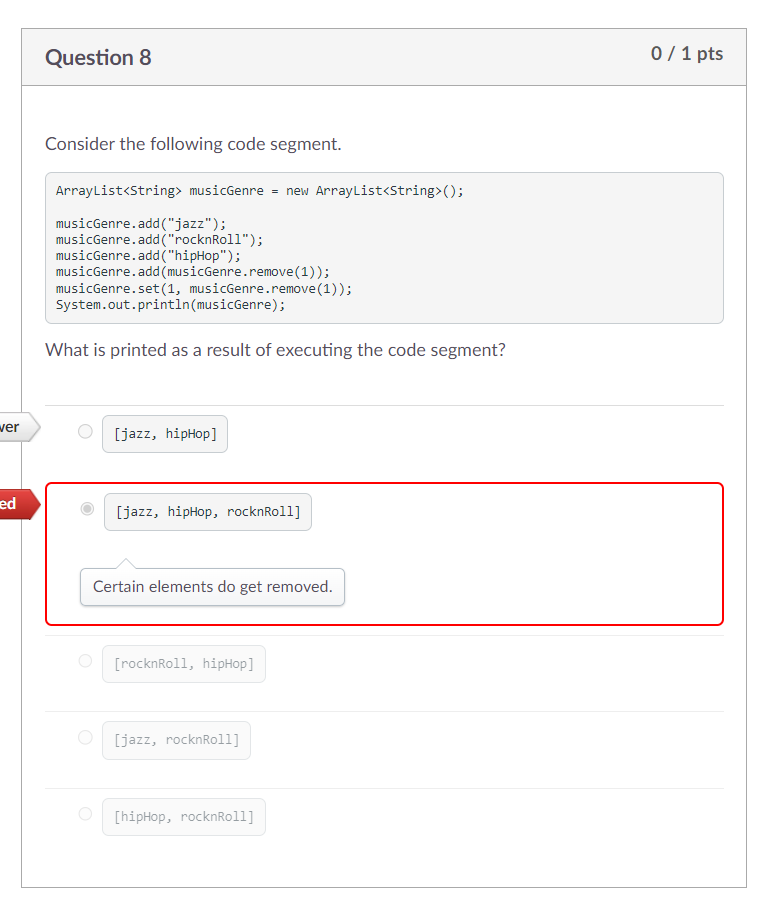 Question 8
0 / 1 pts
Consider the following code segment.
ArrayList<String> musicGenre = new ArrayList<String>();
musicGenre.add("jazz");
musicGenre.add("rocknRoll");
musicGenre.add("hipHop");
musicGenre.add(musicGenre.remove(1));
musicGenre.set(1, musicGenre.remove(1));
System.out.println(musicGenre);
What is printed as a result of executing the code segment?
ver
[jazz, hipHop]
ed
[jazz, hipHop, rocknRoll]
Certain elements do get removed.
[rocknRoll, hipHop]
[jazz, rocknRoll]
[hipHop, rocknRoll]